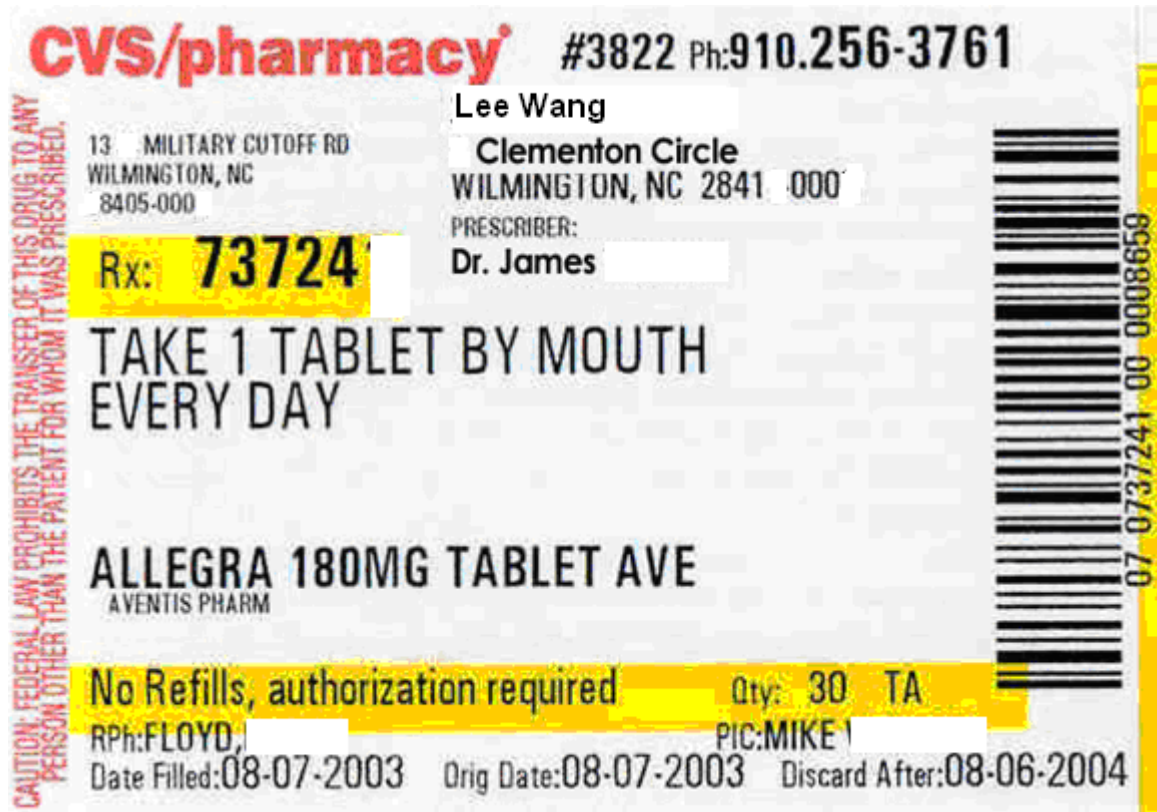 CVS/pharmacy #3822 Ph:910.256-3761
Lee Wang
13 MILITARY CUTOFF RD
WILMINGTON, NC
8405-000
Clementon Circle
WILMINGTON, NC 2841 -000
PRESCRIBER:
Dr. James
Rx: 73724
TAKE 1 TABLET BY MOUTH
EVERY DAY
ALLEGRA 180MG TABLET AVE
AVENTIS PHARM
No Refills, authorization required Qty: 30 TA
RPh:FLOYD, PIC:MIKE
Date Filled:08-07-2003 Orig Date:08-07-2003 Discard After:08-06-2004
CAUTION: FEDERAL LAW PROHIBITS THE TRANSFER OF THIS DRUG TO ANY
PERSON OTHER THAN THE PATIENT FOR WHOM IT WAS PRESCRIBED.
07 0737241 00 0008659